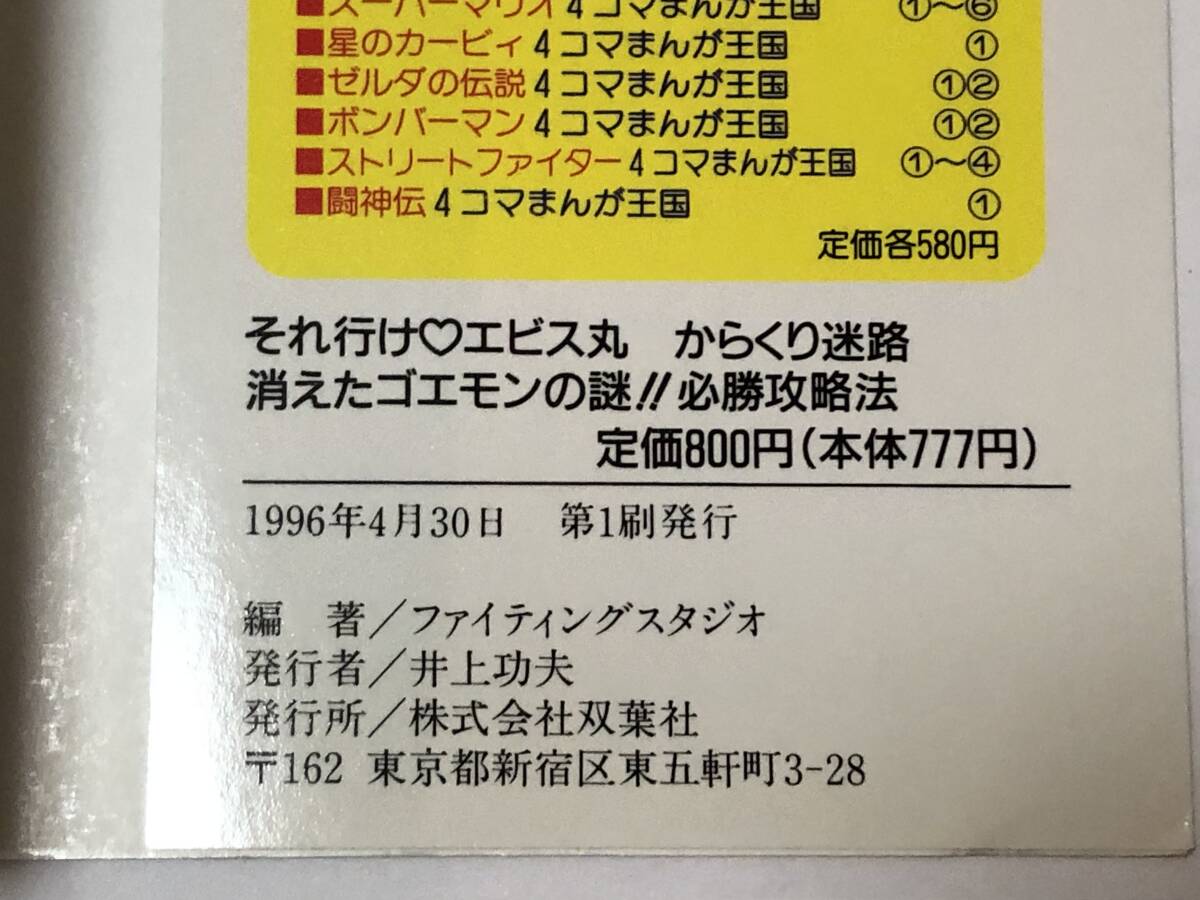 ■スーパーマリオ4コマまんが王国 ①〜⑥
■星のカービィ4コマまんが王国 ①
■ゼルダの伝説4コマまんが王国 ①②
■ボンバーマン4コマまんが王国 ①②
■ストリートファイター4コマまんが王国 ①〜④
■闘神伝4コマまんが王国 ①
定価各580円
それ行け♡エビス丸　からくり迷路
消えたゴエモンの謎!!必勝攻略法
定価800円(本体777円)
1996年4月30日　第1刷発行
編　著/ファイティングスタジオ
発行者/井上功夫
発行所/株式会社双葉社
〒162 東京都新宿区東五軒町3-28